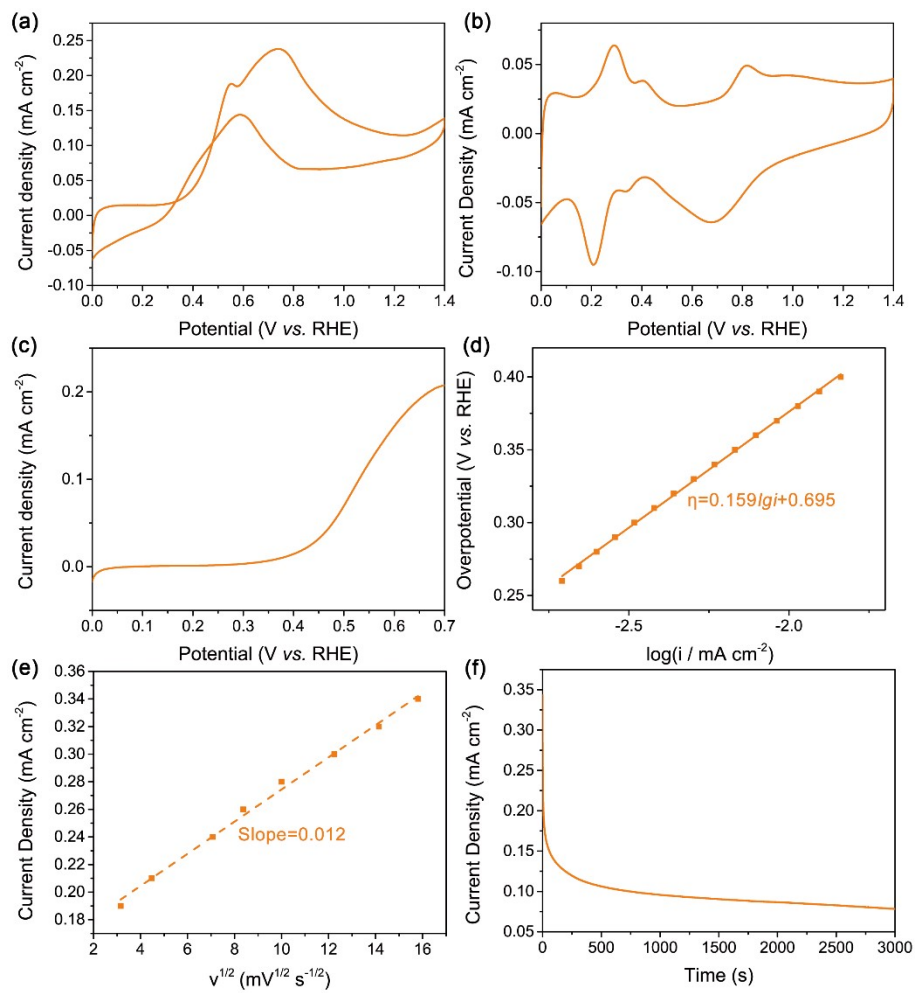 (a)
0.25
0.20
0.15
0.10
0.05
0.00
-0.05
-0.10
Current density (mA cm⁻²)
0.0 0.2 0.4 0.6 0.8 1.0 1.2 1.4
Potential (V vs. RHE)
(b)
0.05
0.00
-0.05
-0.10
Current Density (mA cm⁻²)
0.0 0.2 0.4 0.6 0.8 1.0 1.2 1.4
Potential (V vs. RHE)
(c)
0.2
0.1
0.0
Current density (mA cm⁻²)
0.0 0.1 0.2 0.3 0.4 0.5 0.6 0.7
Potential (V vs. RHE)
(d)
0.40
0.35
0.30
0.25
Overpotential (V vs. RHE)
η=0.159lgi+0.695
-2.5 -2.0
log(i / mA cm⁻²)
(e)
0.36
0.34
0.32
0.30
0.28
0.26
0.24
0.22
0.20
0.18
Current Density (mA cm⁻²)
Slope=0.012
2 4 6 8 10 12 14 16
v¹/² (mV¹/² s⁻¹/²)
(f)
0.35
0.30
0.25
0.20
0.15
0.10
0.05
Current Density (mA cm⁻²)
0 500 1000 1500 2000 2500 3000
Time (s)